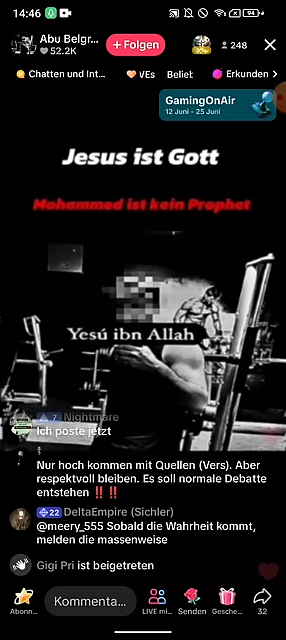 14:46
Abu Belgr...
52.2K
+ Folgen
248
Chatten und Int...
VEs
Beliebt
Erkunden >
GamingOnAir
12 Juni - 25 Juni
Jesus ist Gott
Mohammed ist kein Prophet
Yesú ibn Allah
7 Nightmare
Ich poste jetzt
Nur hoch kommen mit Quellen (Vers). Aber
respektvoll bleiben. Es soll normale Debatte
entstehen ‼️‼️
22 DeltaEmpire (Sichler)
@meery_555 Sobald die Wahrheit kommt,
melden die massenweise
Gigi Pri ist beigetreten
Abonn...
Kommenta...
LIVE mi...
Senden
Gesche...
32